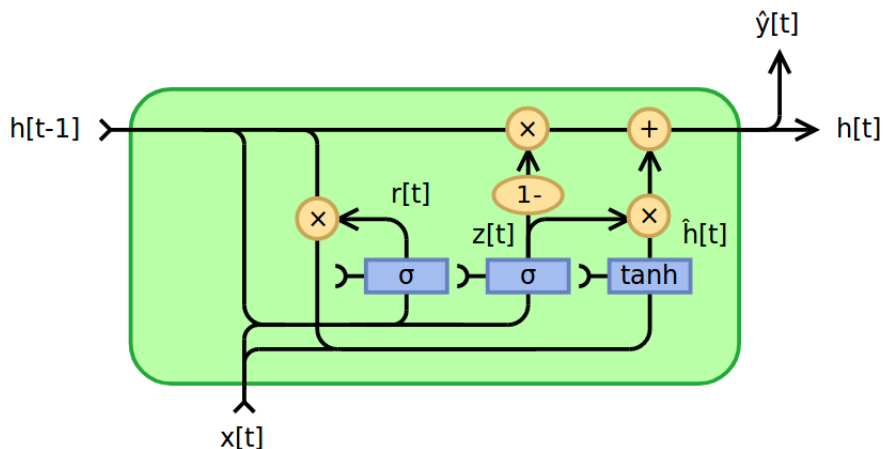 ŷ[t]
h[t-1]
×
+
h[t]
1-
r[t]
×
×
z[t]
ĥ[t]
σ
σ
tanh
x[t]